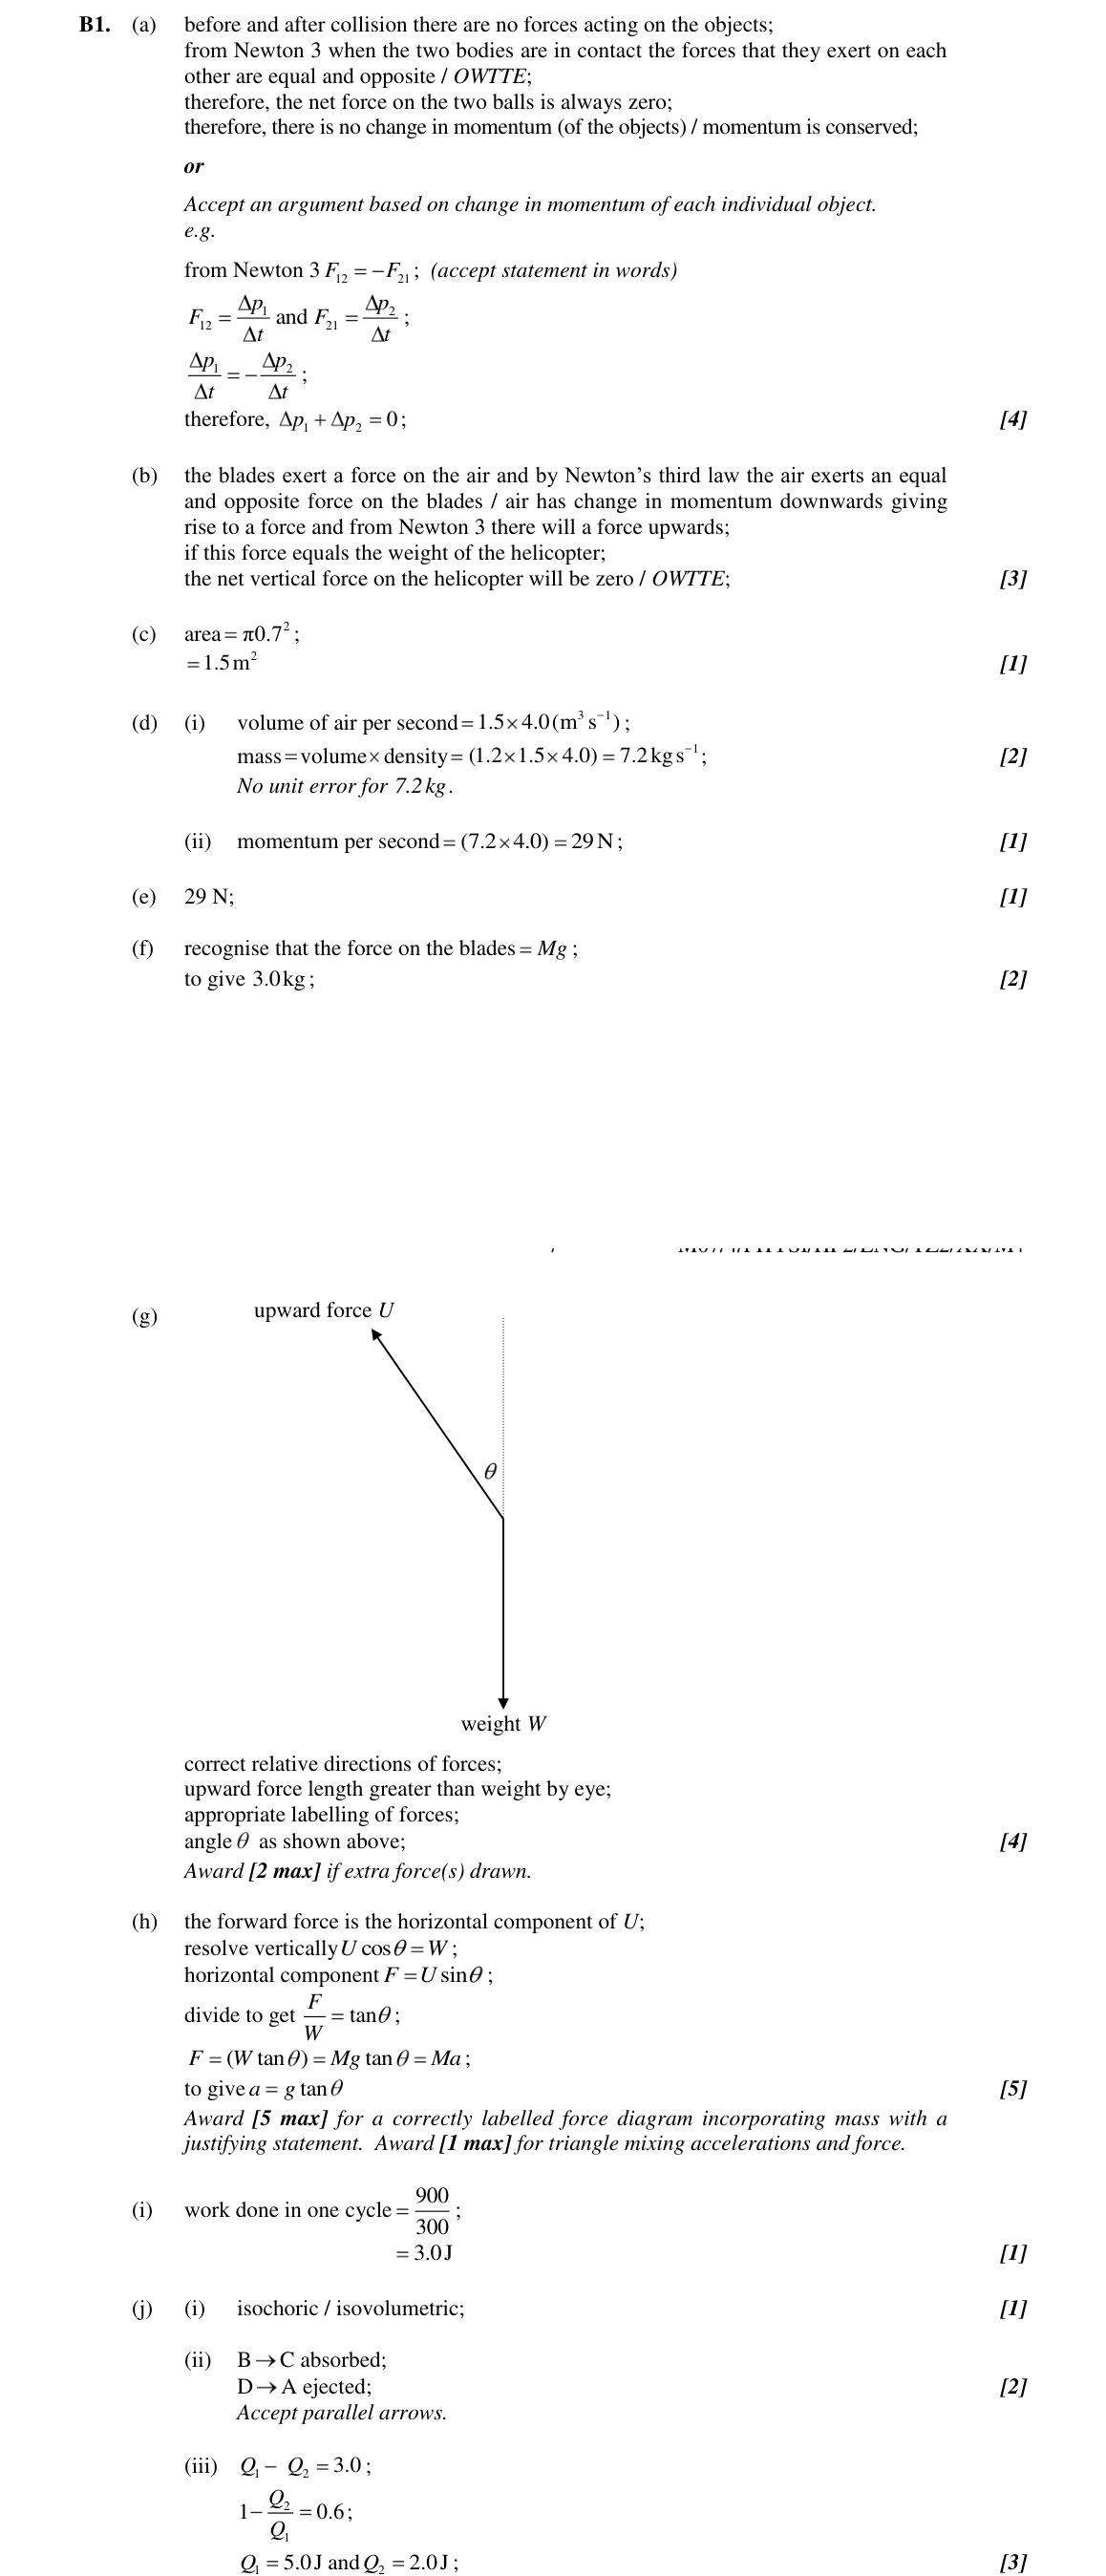 B1. (a) before and after collision there are no forces acting on the objects;
from Newton 3 when the two bodies are in contact the forces that they exert on each
other are equal and opposite / OWTTE;
therefore, the net force on the two balls is always zero;
therefore, there is no change in momentum (of the objects) / momentum is conserved;
or
Accept an argument based on change in momentum of each individual object.
e.g.
from Newton 3 F₁₂ = −F₂₁; (accept statement in words)
F₁₂ = Δp₁/Δt and F₂₁ = Δp₂/Δt;
Δp₁/Δt = −Δp₂/Δt;
therefore, Δp₁ + Δp₂ = 0; [4]
(b) the blades exert a force on the air and by Newton's third law the air exerts an equal
and opposite force on the blades / air has change in momentum downwards giving
rise to a force and from Newton 3 there will a force upwards;
if this force equals the weight of the helicopter;
the net vertical force on the helicopter will be zero / OWTTE; [3]
(c) area = π0.7²;
= 1.5 m² [1]
(d) (i) volume of air per second = 1.5×4.0 (m³ s⁻¹);
mass = volume × density = (1.2×1.5×4.0) = 7.2 kg s⁻¹; [2]
No unit error for 7.2 kg.
(ii) momentum per second = (7.2×4.0) = 29 N; [1]
(e) 29 N; [1]
(f) recognise that the force on the blades = Mg;
to give 3.0 kg; [2]
(g) upward force U
θ
weight W
correct relative directions of forces;
upward force length greater than weight by eye;
appropriate labelling of forces;
angle θ as shown above; [4]
Award [2 max] if extra force(s) drawn.
(h) the forward force is the horizontal component of U;
resolve vertically U cosθ = W;
horizontal component F = U sinθ;
divide to get F/W = tanθ;
F = (W tanθ) = Mg tanθ = Ma;
to give a = g tanθ [5]
Award [5 max] for a correctly labelled force diagram incorporating mass with a
justifying statement. Award [1 max] for triangle mixing accelerations and force.
(i) work done in one cycle = 900/300;
= 3.0 J [1]
(j) (i) isochoric / isovolumetric; [1]
(ii) B → C absorbed;
D → A ejected; [2]
Accept parallel arrows.
(iii) Q₁ − Q₂ = 3.0;
1 − Q₂/Q₁ = 0.6;
Q₁ = 5.0 J and Q₂ = 2.0 J; [3]